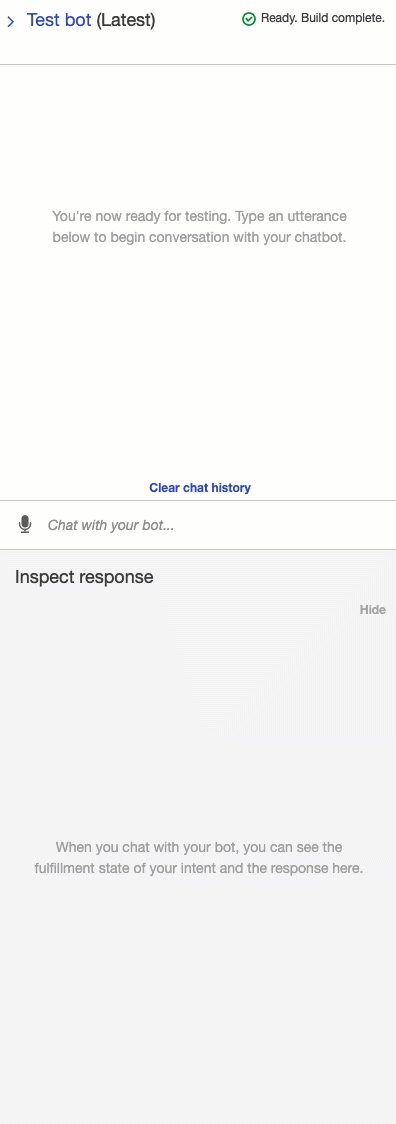 Test bot (Latest)
Ready. Build complete.
You're now ready for testing. Type an utterance
below to begin conversation with your chatbot.
Clear chat history
Chat with your bot...
Inspect response
Hide
When you chat with your bot, you can see the
fulfillment state of your intent and the response here.